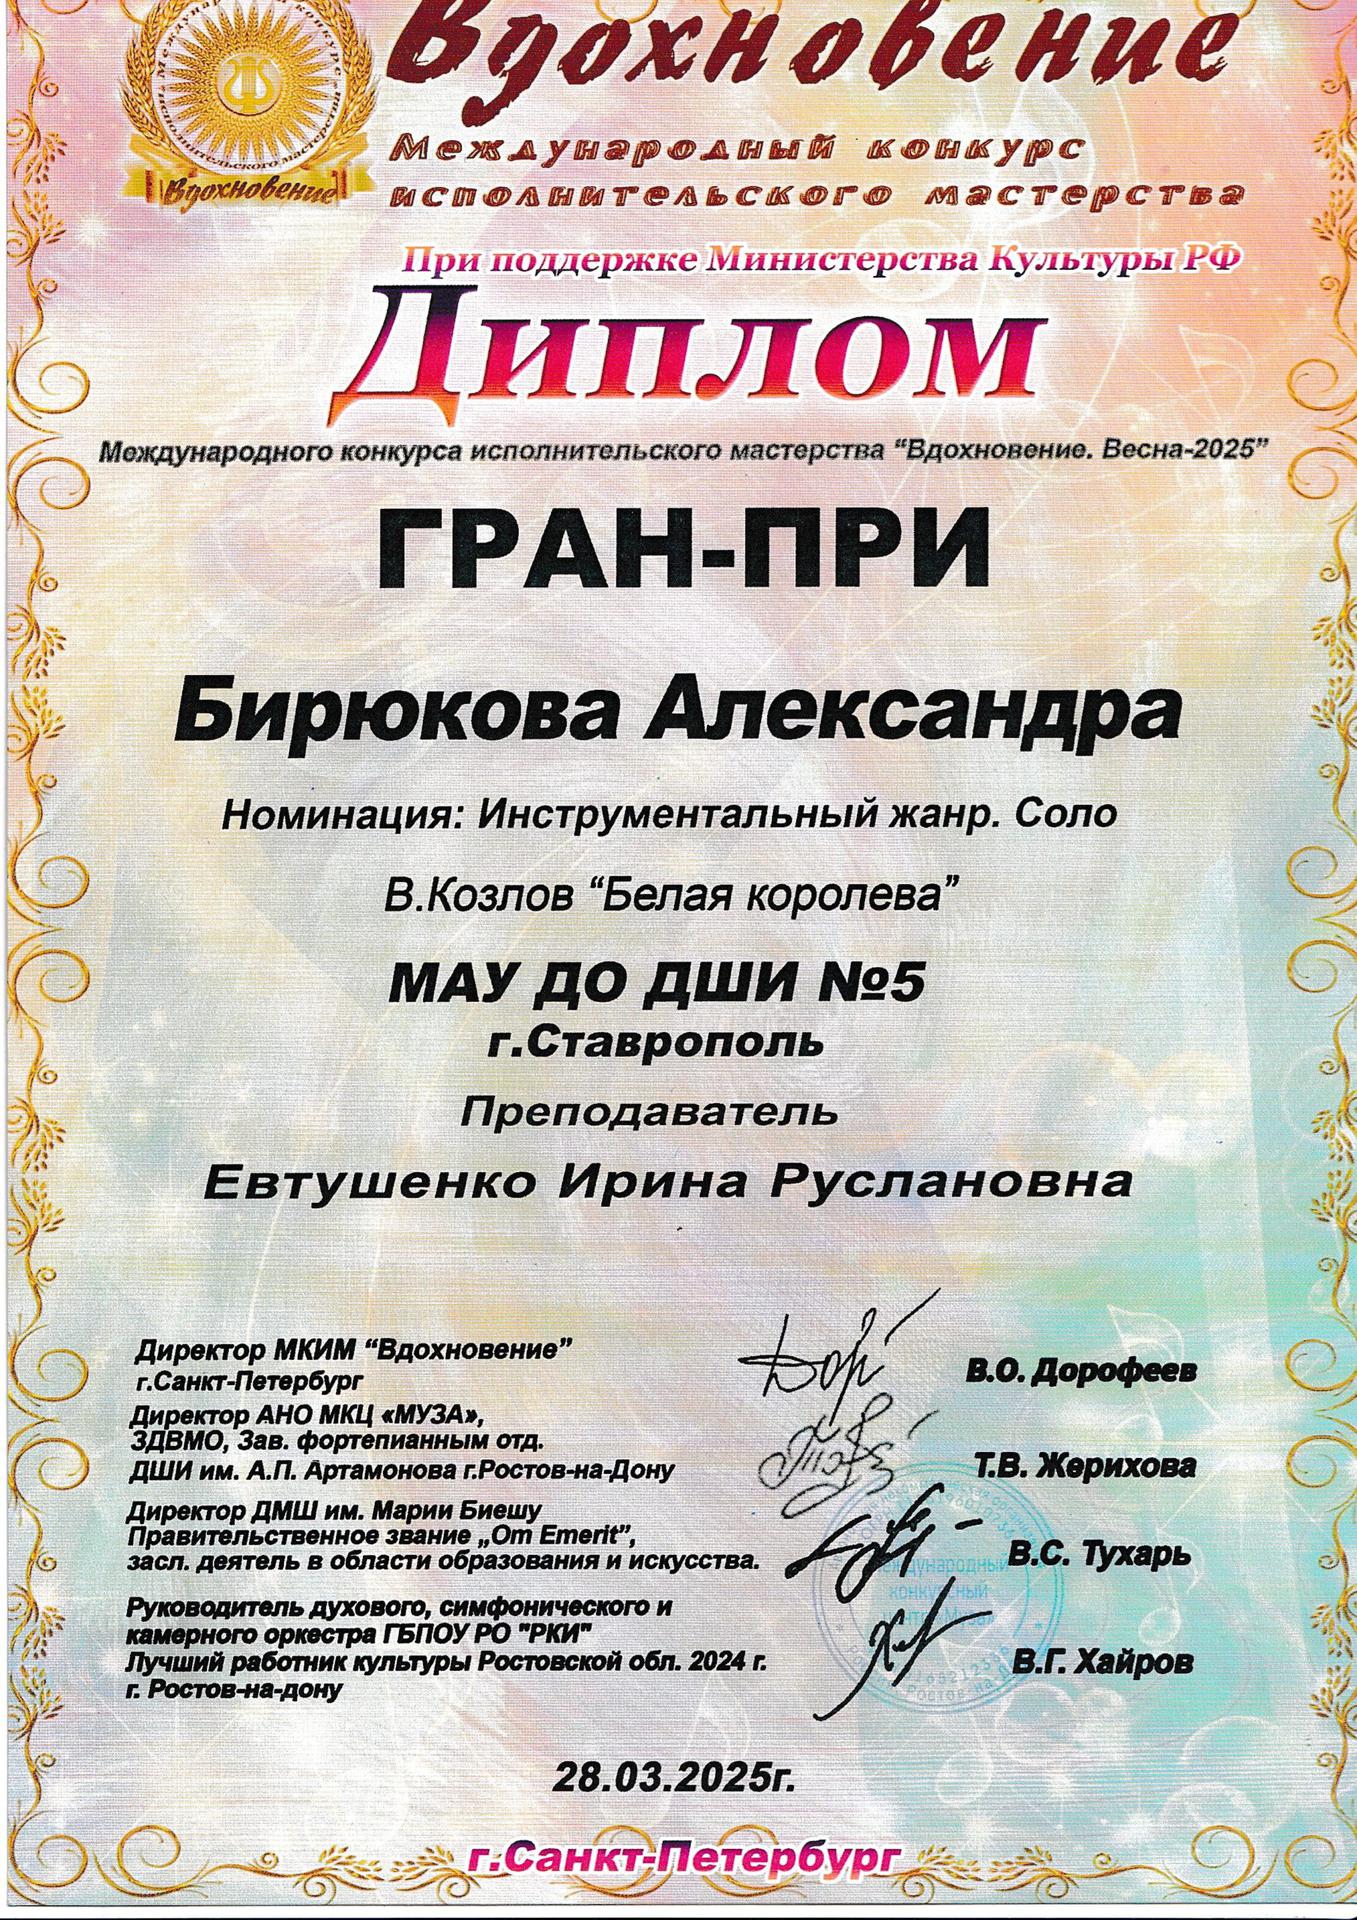 Вдохновение
Международный конкурс
исполнительского мастерства
Вдохновение
При поддержке Министерства Культуры РФ
Диплом
Международного конкурса исполнительского мастерства “Вдохновение. Весна-2025”
ГРАН-ПРИ
Бирюкова Александра
Номинация: Инструментальный жанр. Соло
В.Козлов “Белая королева”
МАУ ДО ДШИ №5
г.Ставрополь
Преподаватель
Евтушенко Ирина Руслановна
Директор МКИМ “Вдохновение”
г.Санкт-Петербург
В.О. Дорофеев
Директор АНО МКЦ «МУЗА»,
ЗДВМО, Зав. фортепианным отд.
ДШИ им. А.П. Артамонова г.Ростов-на-Дону
Т.В. Жерихова
Директор ДМШ им. Марии Биешу
Правительственное звание „Om Emerit”,
засл. деятель в области образования и искусства.
В.С. Тухарь
Руководитель духового, симфонического и
камерного оркестра ГБПОУ РО "РКИ"
Лучший работник культуры Ростовской обл. 2024 г.
г. Ростов-на-дону
В.Г. Хайров
международный
конкурсный
28.03.2025г.
г.Санкт-Петербург